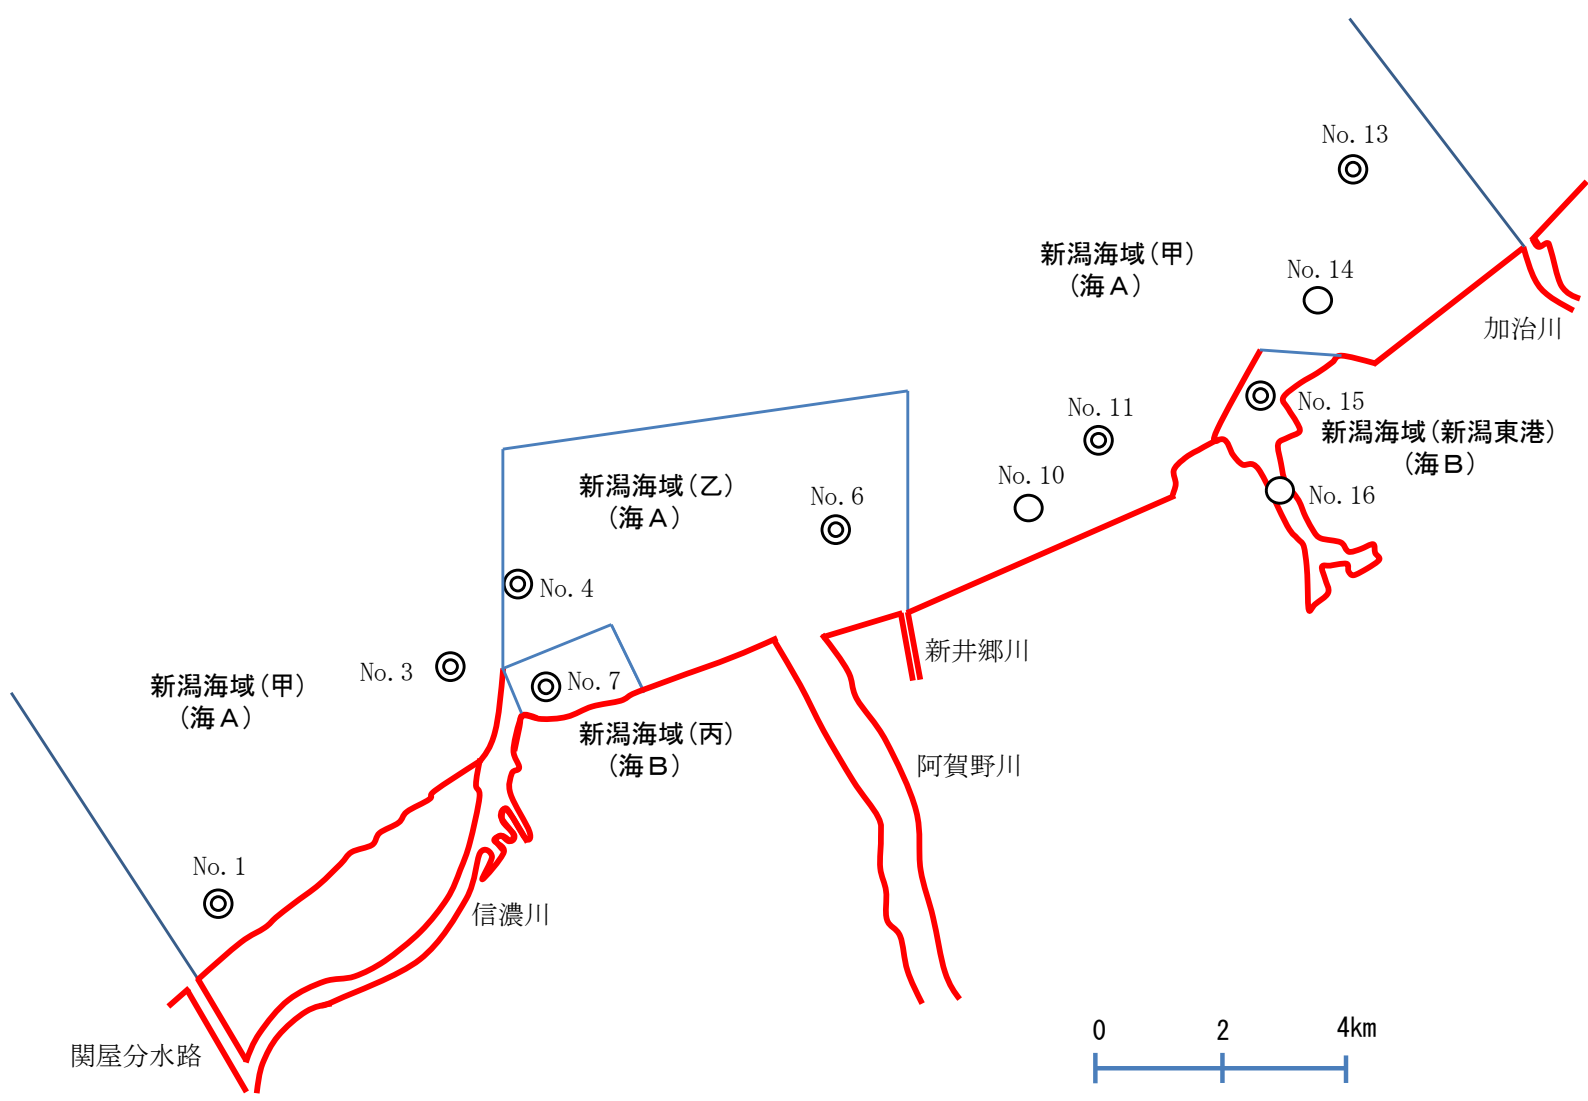 No. 13
新潟海域(甲)
(海A)
No. 14
加治川
No. 11
No. 15
新潟海域(新潟東港)
(海B)
No. 10
No. 16
新潟海域(乙)
(海A)
No. 6
No. 4
新井郷川
No. 3
No. 7
新潟海域(甲)
(海A)
新潟海域(丙)
(海B)
阿賀野川
No. 1
信濃川
関屋分水路
0 2 4km